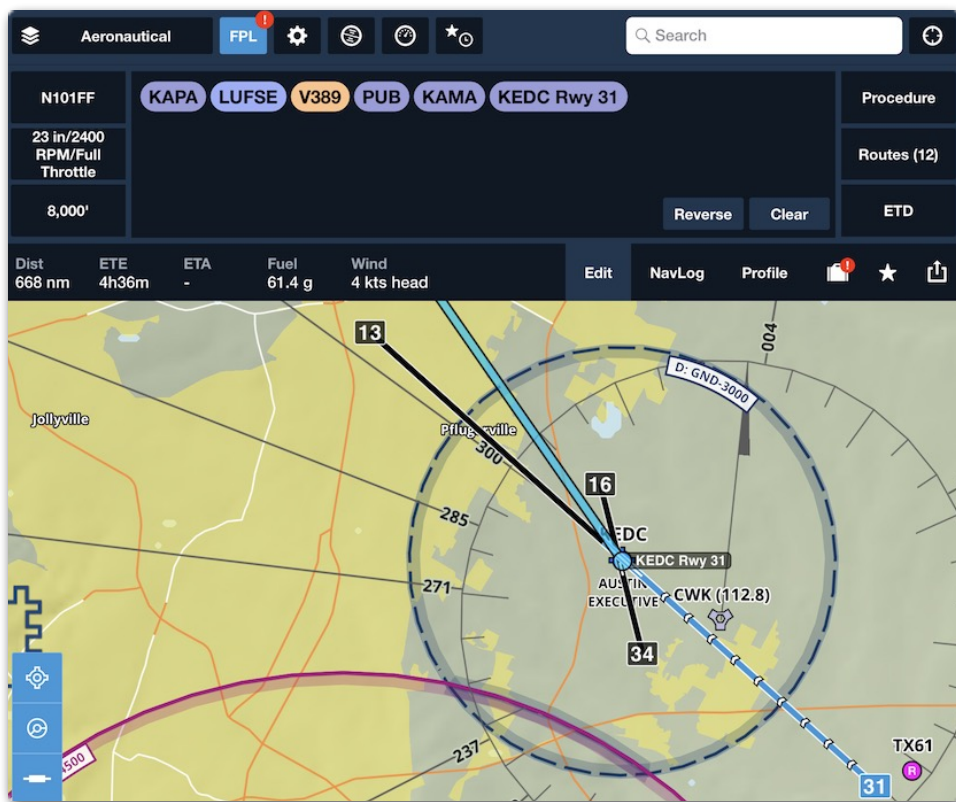 Aeronautical
FPL
!
Search
N101FF
KAPA LUFSE V389 PUB KAMA KEDC Rwy 31
Procedure
23 in/2400
RPM/Full
Throttle
Routes (12)
8,000'
Reverse
Clear
ETD
Dist
668 nm
ETE
4h36m
ETA
-
Fuel
61.4 g
Wind
4 kts head
Edit
NavLog
Profile
!
13
004
D: GND-3000
Jollyville
Pflugerville
300
16
285
KEDC
KEDC Rwy 31
271
AUSTIN
EXECUTIVE
CWK (112.8)
34
237
TX61
R
31